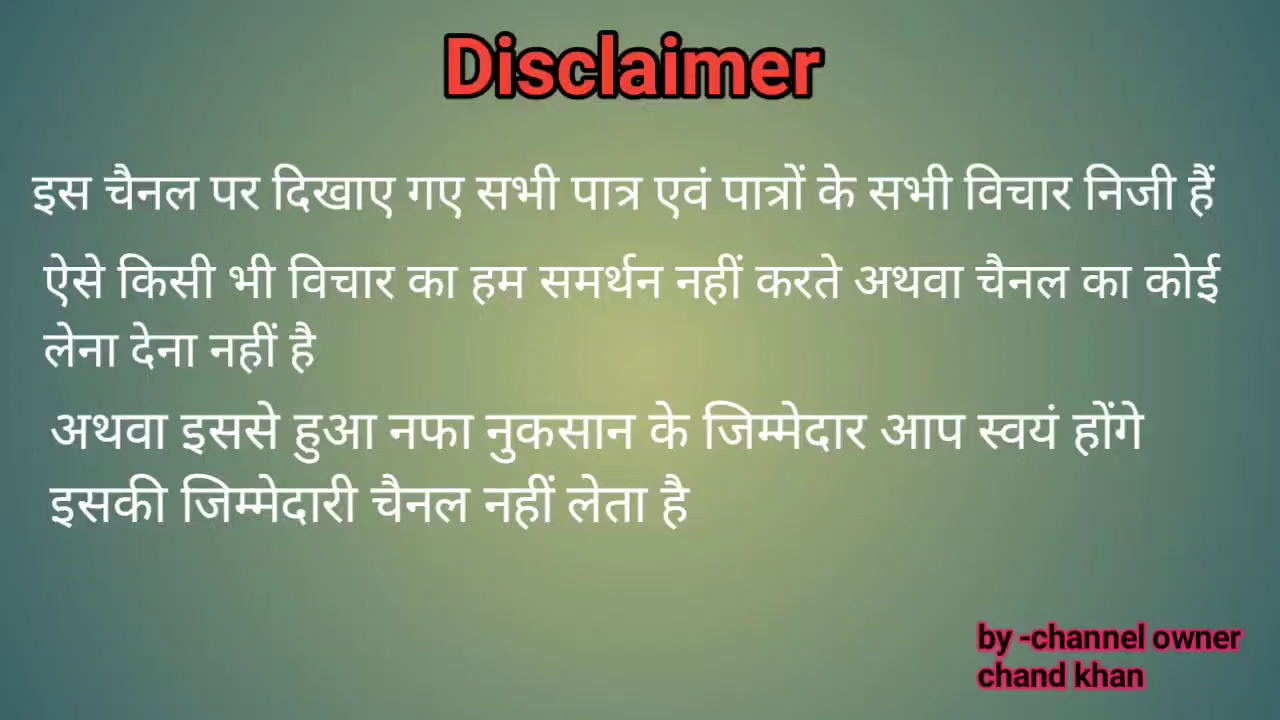 Disclaimer
इस चैनल पर दिखाए गए सभी पात्र एवं पात्रों के सभी विचार निजी हैं
ऐसे किसी भी विचार का हम समर्थन नहीं करते अथवा चैनल का कोई
लेना देना नहीं है
अथवा इससे हुआ नफा नुकसान के जिम्मेदार आप स्वयं होंगे
इसकी जिम्मेदारी चैनल नहीं लेता है
by -channel owner
chand khan